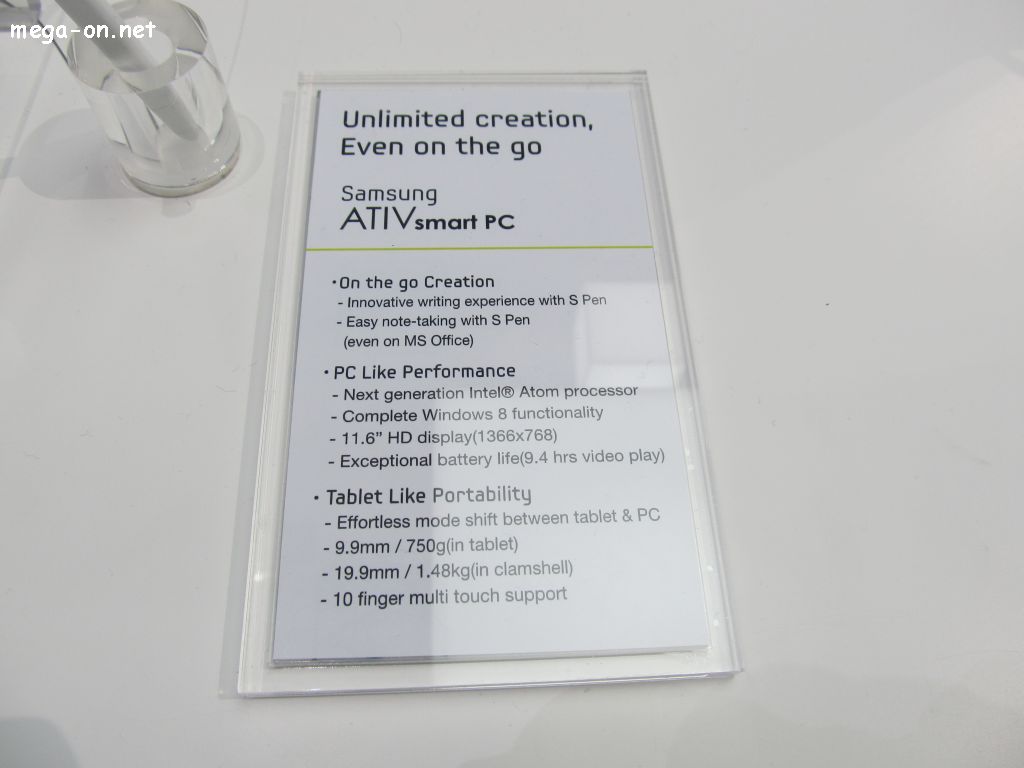 mega-on.net
Unlimited creation,
Even on the go
Samsung
ATIV smart PC
·On the go Creation
- Innovative writing experience with S Pen
- Easy note-taking with S Pen
(even on MS Office)
·PC Like Performance
- Next generation Intel® Atom processor
- Complete Windows 8 functionality
- 11.6" HD display(1366x768)
- Exceptional battery life(9.4 hrs video play)
· Tablet Like Portability
- Effortless mode shift between tablet & PC
- 9.9mm / 750g(in tablet)
- 19.9mm / 1.48kg(in clamshell)
- 10 finger multi touch support